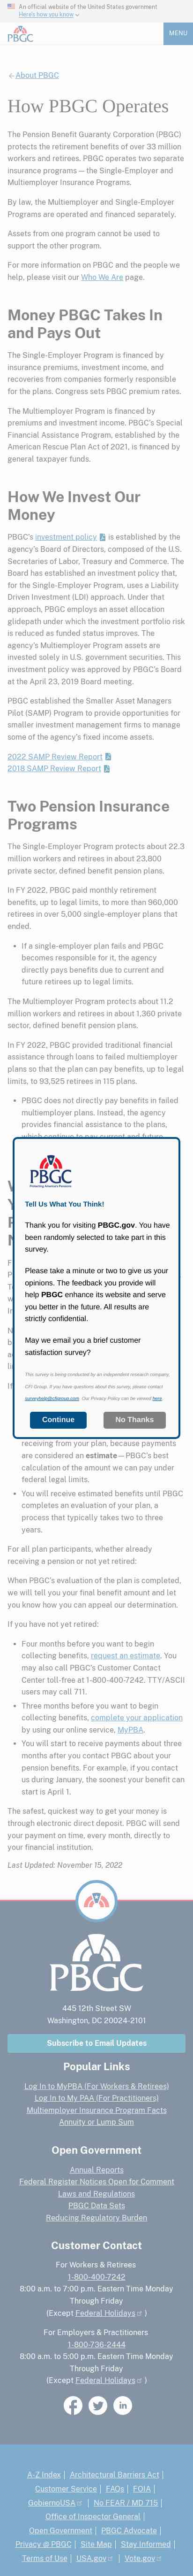 An official website of the United States government
Here's how you know
PBGC
MENU
About PBGC
How PBGC Operates
The Pension Benefit Guaranty Corporation (PBGC)
protects the retirement incomes of over 33 million
workers and retirees. PBGC operates two separate
insurance programs — the Single-Employer and
Multiemployer Insurance Programs.
By law, the Multiemployer and Single-Employer
Programs are operated and financed separately.
Assets from one program cannot be used to
support the other program.
For more information on PBGC and the people we
help, please visit our Who We Are page.
Money PBGC Takes In
and Pays Out
The Single-Employer Program is financed by
insurance premiums, investment income, and
recoveries from companies formerly responsible for
the plans. Congress sets PBGC premium rates.
The Multiemployer Program is financed by
premiums and investment income. PBGC's Special
Financial Assistance Program, established by the
American Rescue Plan Act of 2021, is financed by
general taxpayer funds.
How We Invest Our
Money
PBGC's investment policy is established by the
agency's Board of Directors, made up of the U.S.
Secretaries of Labor, Treasury and Commerce. The
Board has established an investment policy that, for
the Single-Employer Program, uses a Liability
Driven Investment (LDI) approach. Under this
approach, PBGC employs an asset allocation
glidepath that guides the establishment of portfolio
risk relative to the risk of its outstanding liabilities.
The agency's Multiemployer Program assets are
invested solely in U.S. government securities. This
investment policy was adopted by PBGC's Board
at the April 23, 2019 Board meeting.
PBGC established the Smaller Asset Managers
Pilot (SAMP) Program to provide opportunities for
smaller investment managers to manage some of
the agency's assets.
2022 SAMP Review Report
2018 SAMP Review Report
Two Pension Insurance
Programs
The Single-Employer Program protects about 22.3
million workers and retirees in about 23,800
private sector, defined benefit pension plans.
In FY 2022, PBGC paid monthly retirement
benefits, up to legal limits, to more than 960,000
retirees in over 5,000 single-employer plans that
ended.
If a single-employer plan fails and PBGC
becomes responsible for it, the agency
directly pays benefits to current and
future retirees up to legal limits.
The Multiemployer Program protects about 11.2
million workers and retirees in about 1,360 private
sector, defined benefit pension plans.
In FY 2022, PBGC provided traditional financial
assistance to cover benefits owed, up to legal
limits, to 93,525 retirees in 115 plans.
PBGC does not directly pay benefits in failed
multiemployer plans. Instead, the agency
provides financial assistance to the plans,
PBGC
Protecting America's Pensions
Tell Us What You Think!
Thank you for visiting PBGC.gov. You have
been randomly selected to take part in this
survey.
Please take a minute or two to give us your
opinions. The feedback you provide will
help PBGC enhance its website and serve
you better in the future. All results are
strictly confidential.
May we email you a brief customer
satisfaction survey?
This survey is being conducted by an independent research company,
CFI Group. If you have questions about this survey, please contact
surveyhelp@cfigroup.com. Our Privacy Policy can be viewed here.
Continue
No Thanks
receiving from your plan, because payments
are considered an estimate—PBGC's best
calculation of the amount we can pay under
federal legal limits.
You will receive estimated benefits until PBGC
completes an evaluation of your plan, a
process that typically takes two to three
years.
For all plan participants, whether already
receiving a pension or not yet retired:
When PBGC's evaluation of the plan is completed,
we will tell you your final benefit amount and let
you know how you can appeal our determination.
If you have not yet retired:
Four months before you want to begin
collecting benefits, request an estimate. You
may also call PBGC's Customer Contact
Center toll-free at 1-800-400-7242. TTY/ASCII
users may call 711.
Three months before you want to begin
collecting benefits, complete your application
by using our online service, MyPBA.
You will start to receive payments about three
months after you contact PBGC about your
pension benefit. For example, if you contact
us during January, the soonest that your
benefit would start is April 1.
The safest, quickest way to get your money is
through electronic direct deposit. PBGC will send
your pension payment every month, directly to
your financial institution.
Last Updated: November 15, 2022
PBGC
445 12th Street SW
Washington, DC 20024-2101
Subscribe to Email Updates
Popular Links
Log In to MyPBA (For Workers & Retirees)
Log In to My PAA (For Practitioners)
Multiemployer Insurance Program Facts
Annuity or Lump Sum
Open Government
Annual Reports
Federal Register Notices Open for Comment
Laws and Regulations
PBGC Data Sets
Reducing Regulatory Burden
Customer Contact
For Workers & Retirees
1-800-400-7242
8:00 a.m. to 7:00 p.m. Eastern Time Monday
Through Friday
(Except Federal Holidays )
For Employers & Practitioners
1-800-736-2444
8:00 a.m. to 5:00 p.m. Eastern Time Monday
Through Friday
(Except Federal Holidays )
A-Z Index | Architectural Barriers Act |
Customer Service | FAQs | FOIA |
GobiernoUSA | No FEAR / MD 715 |
Office of Inspector General |
Open Government | PBGC Advocate |
Privacy @ PBGC | Site Map | Stay Informed |
Terms of Use | USA.gov | Vote.gov